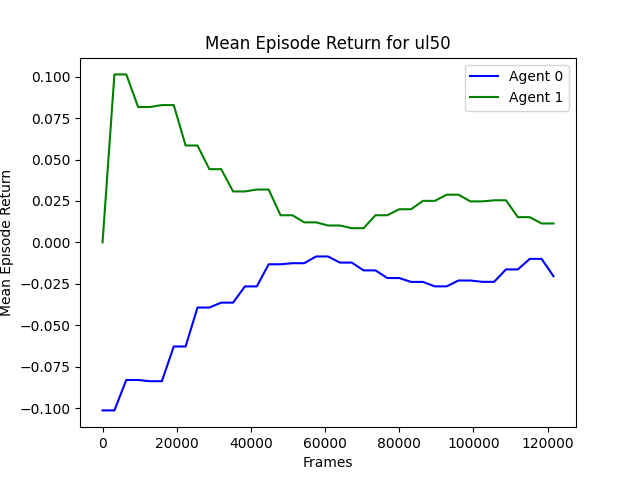 Mean Episode Return for ul50
Agent 0
Agent 1
Mean Episode Return
0.100
0.075
0.050
0.025
0.000
−0.025
−0.050
−0.075
−0.100
0 20000 40000 60000 80000 100000 120000
Frames